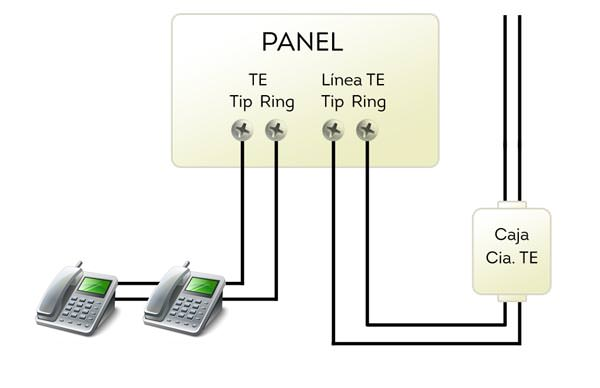 PANEL
TE Línea TE
Tip Ring Tip Ring
Caja
Cia. TE